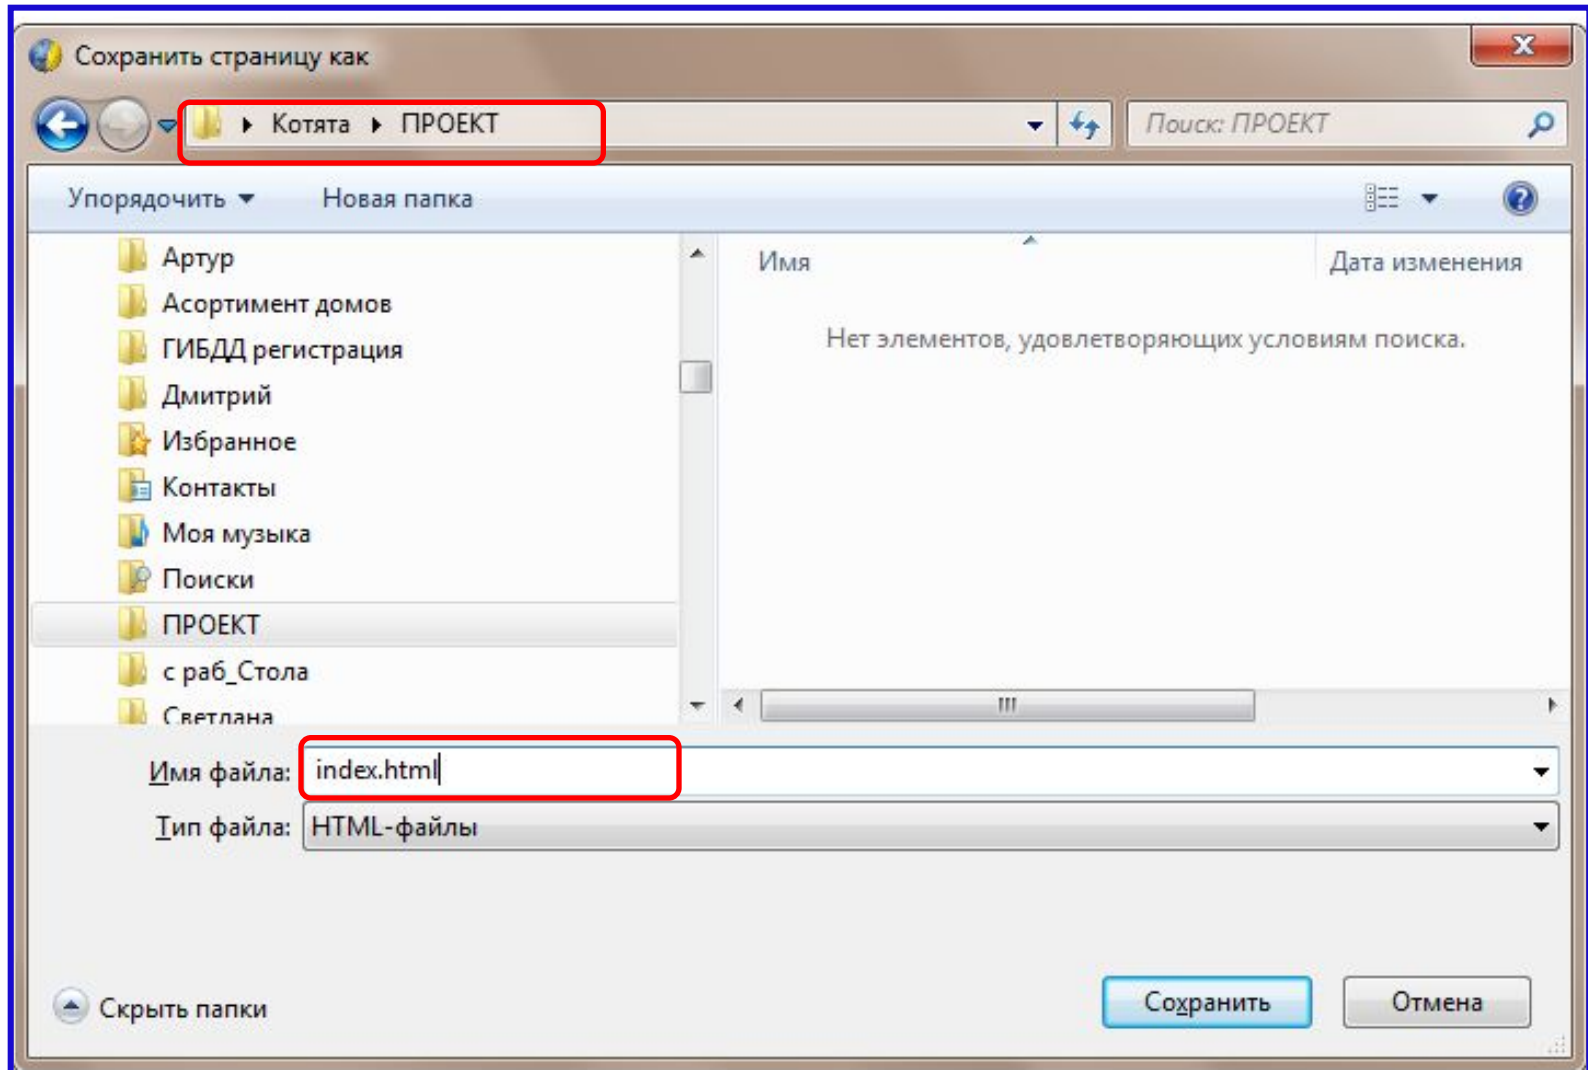 Сохранить страницу как
Котята ПРОЕКТ
Поиск: ПРОЕКТ
Упорядочить Новая папка
Артур
Асортимент домов
ГИБДД регистрация
Дмитрий
Избранное
Контакты
Моя музыка
Поиски
ПРОЕКТ
с раб_Стола
Светлана
Имя Дата изменения
Нет элементов, удовлетворяющих условиям поиска.
Имя файла: index.html
Тип файла: HTML-файлы
Скрыть папки Сохранить Отмена